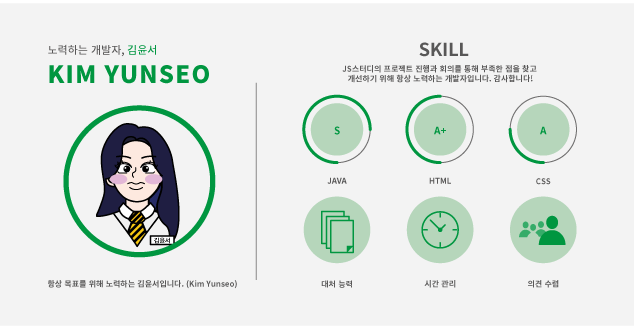 노력하는 개발자, 김윤서
KIM YUNSEO
김윤서
항상 목표를 위해 노력하는 김윤서입니다. (Kim Yunseo)
SKILL
JS스터디의 프로젝트 진행과 회의를 통해 부족한 점을 찾고
개선하기 위해 항상 노력하는 개발자입니다. 감사합니다!
S
A+
A
JAVA
HTML
CSS
대처 능력
시간 관리
의견 수렴